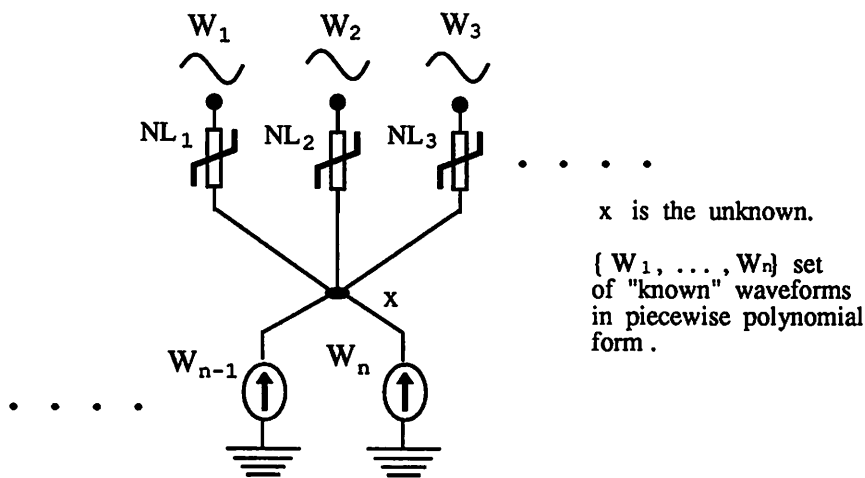 W1 W2 W3
NL1 NL2 NL3
x is the unknown.
{ W1, ... , Wn} set
of "known" waveforms
in piecewise polynomial
form .
x
Wn-1 Wn